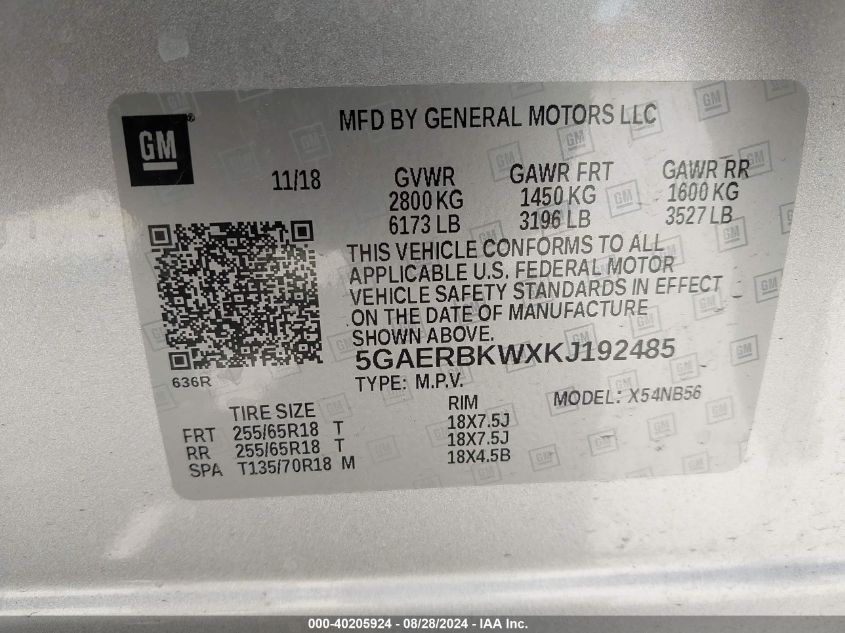 GM
MFD BY GENERAL MOTORS LLC
11/18 GVWR GAWR FRT GAWR RR
2800 KG 1450 KG 1600 KG
6173 LB 3196 LB 3527 LB
THIS VEHICLE CONFORMS TO ALL
APPLICABLE U.S. FEDERAL MOTOR
VEHICLE SAFETY STANDARDS IN EFFECT
ON THE DATE OF MANUFACTURE
SHOWN ABOVE.
5GAERBKWXKJ192485
636R
TYPE: M.P.V. MODEL: X54NB56
TIRE SIZE RIM
FRT 255/65R18 T 18X7.5J
RR 255/65R18 T 18X7.5J
SPA T135/70R18 M 18X4.5B
000-40205924 - 08/28/2024 - IAA Inc.